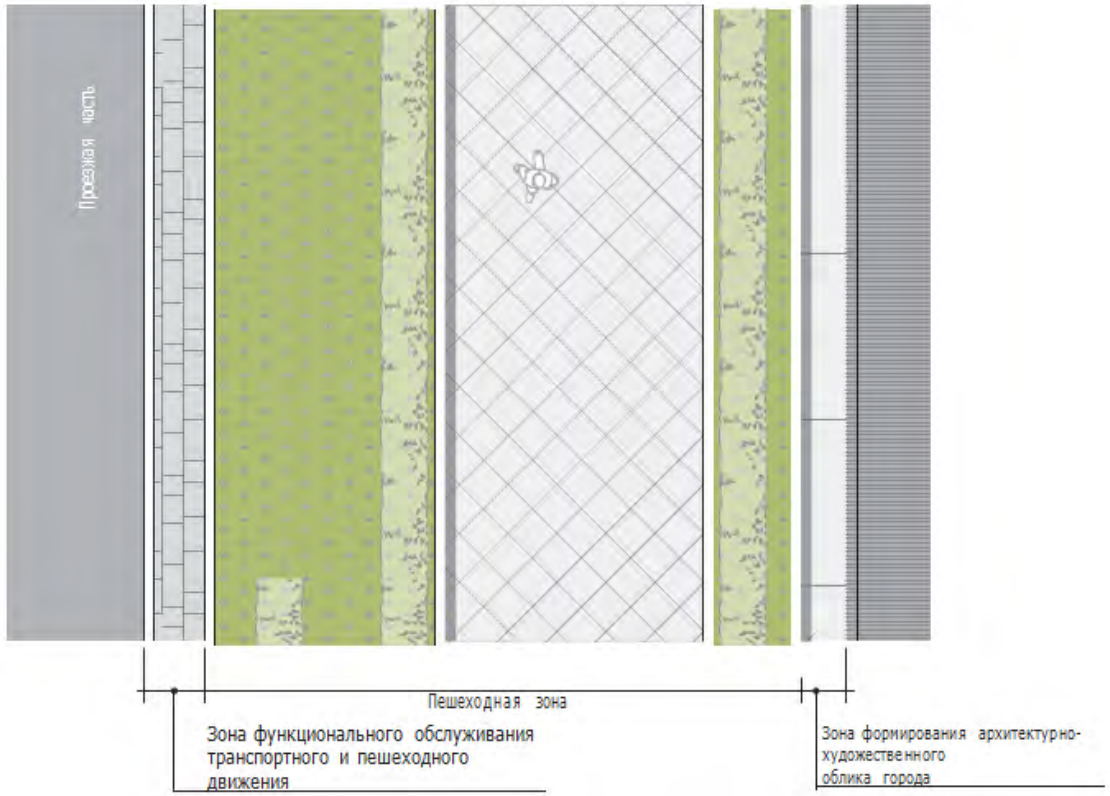 Проезжая часть
Пешеходная зона
Зона функционального обслуживания
транспортного и пешеходного
движения
Зона формирования архитектурно-
художественного
облика города